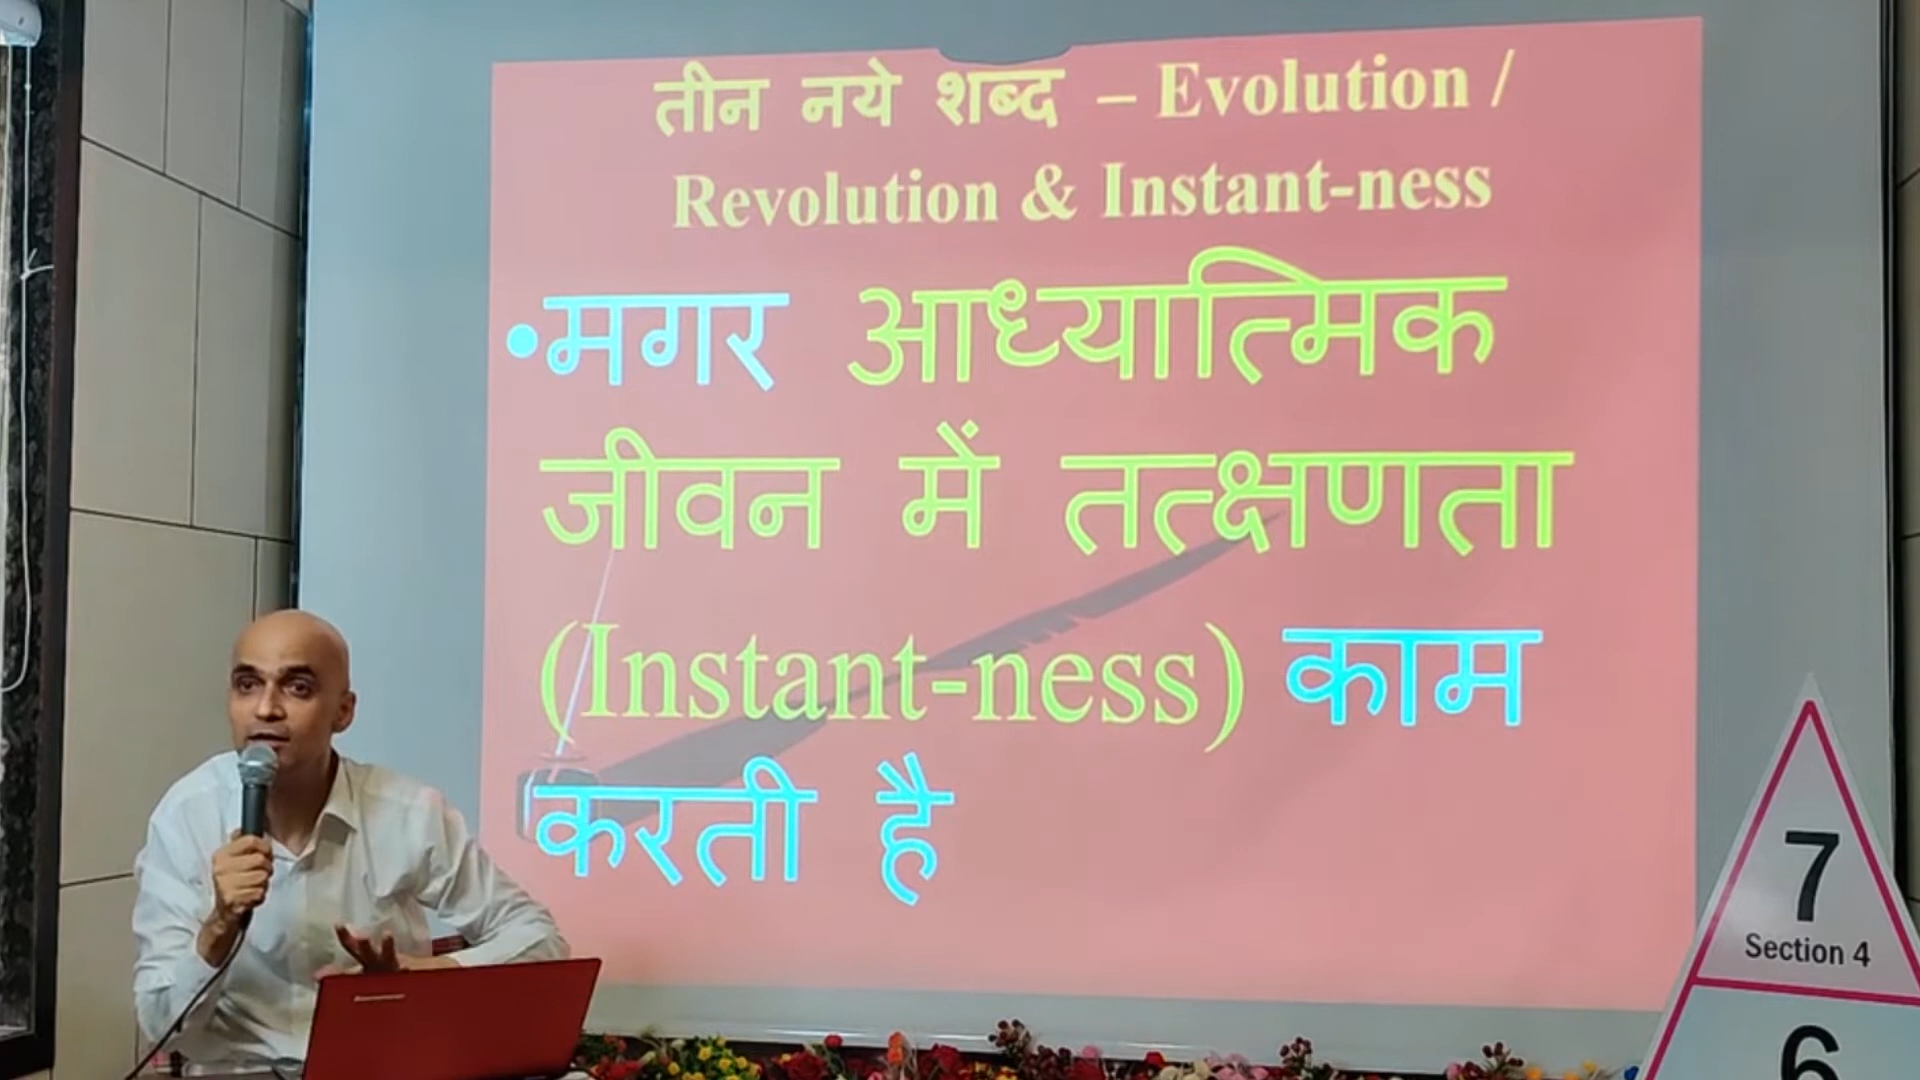 तीन नये शब्द – Evolution /
Revolution & Instant-ness
•मगर आध्यात्मिक
जीवन में तत्क्षणता
(Instant-ness) काम
करती है
7
Section 4
6